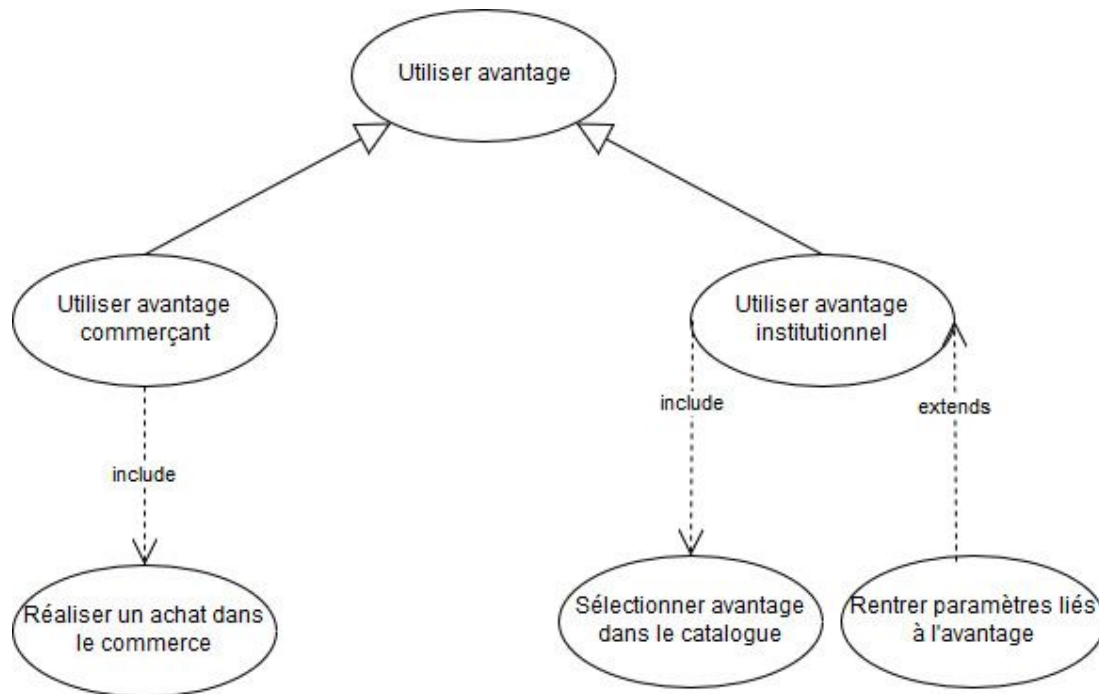 Utiliser avantage
Utiliser avantage
commerçant
Utiliser avantage
institutionnel
include
extends
include
Réaliser un achat dans
le commerce
Sélectionner avantage
dans le catalogue
Rentrer paramètres liés
à l'avantage